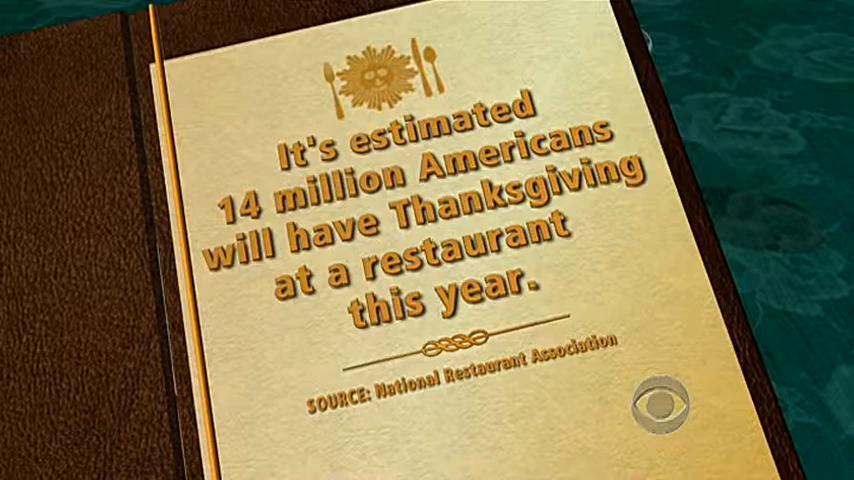 It's estimated
14 million Americans
will have Thanksgiving
at a restaurant
this year.
SOURCE: National Restaurant Association